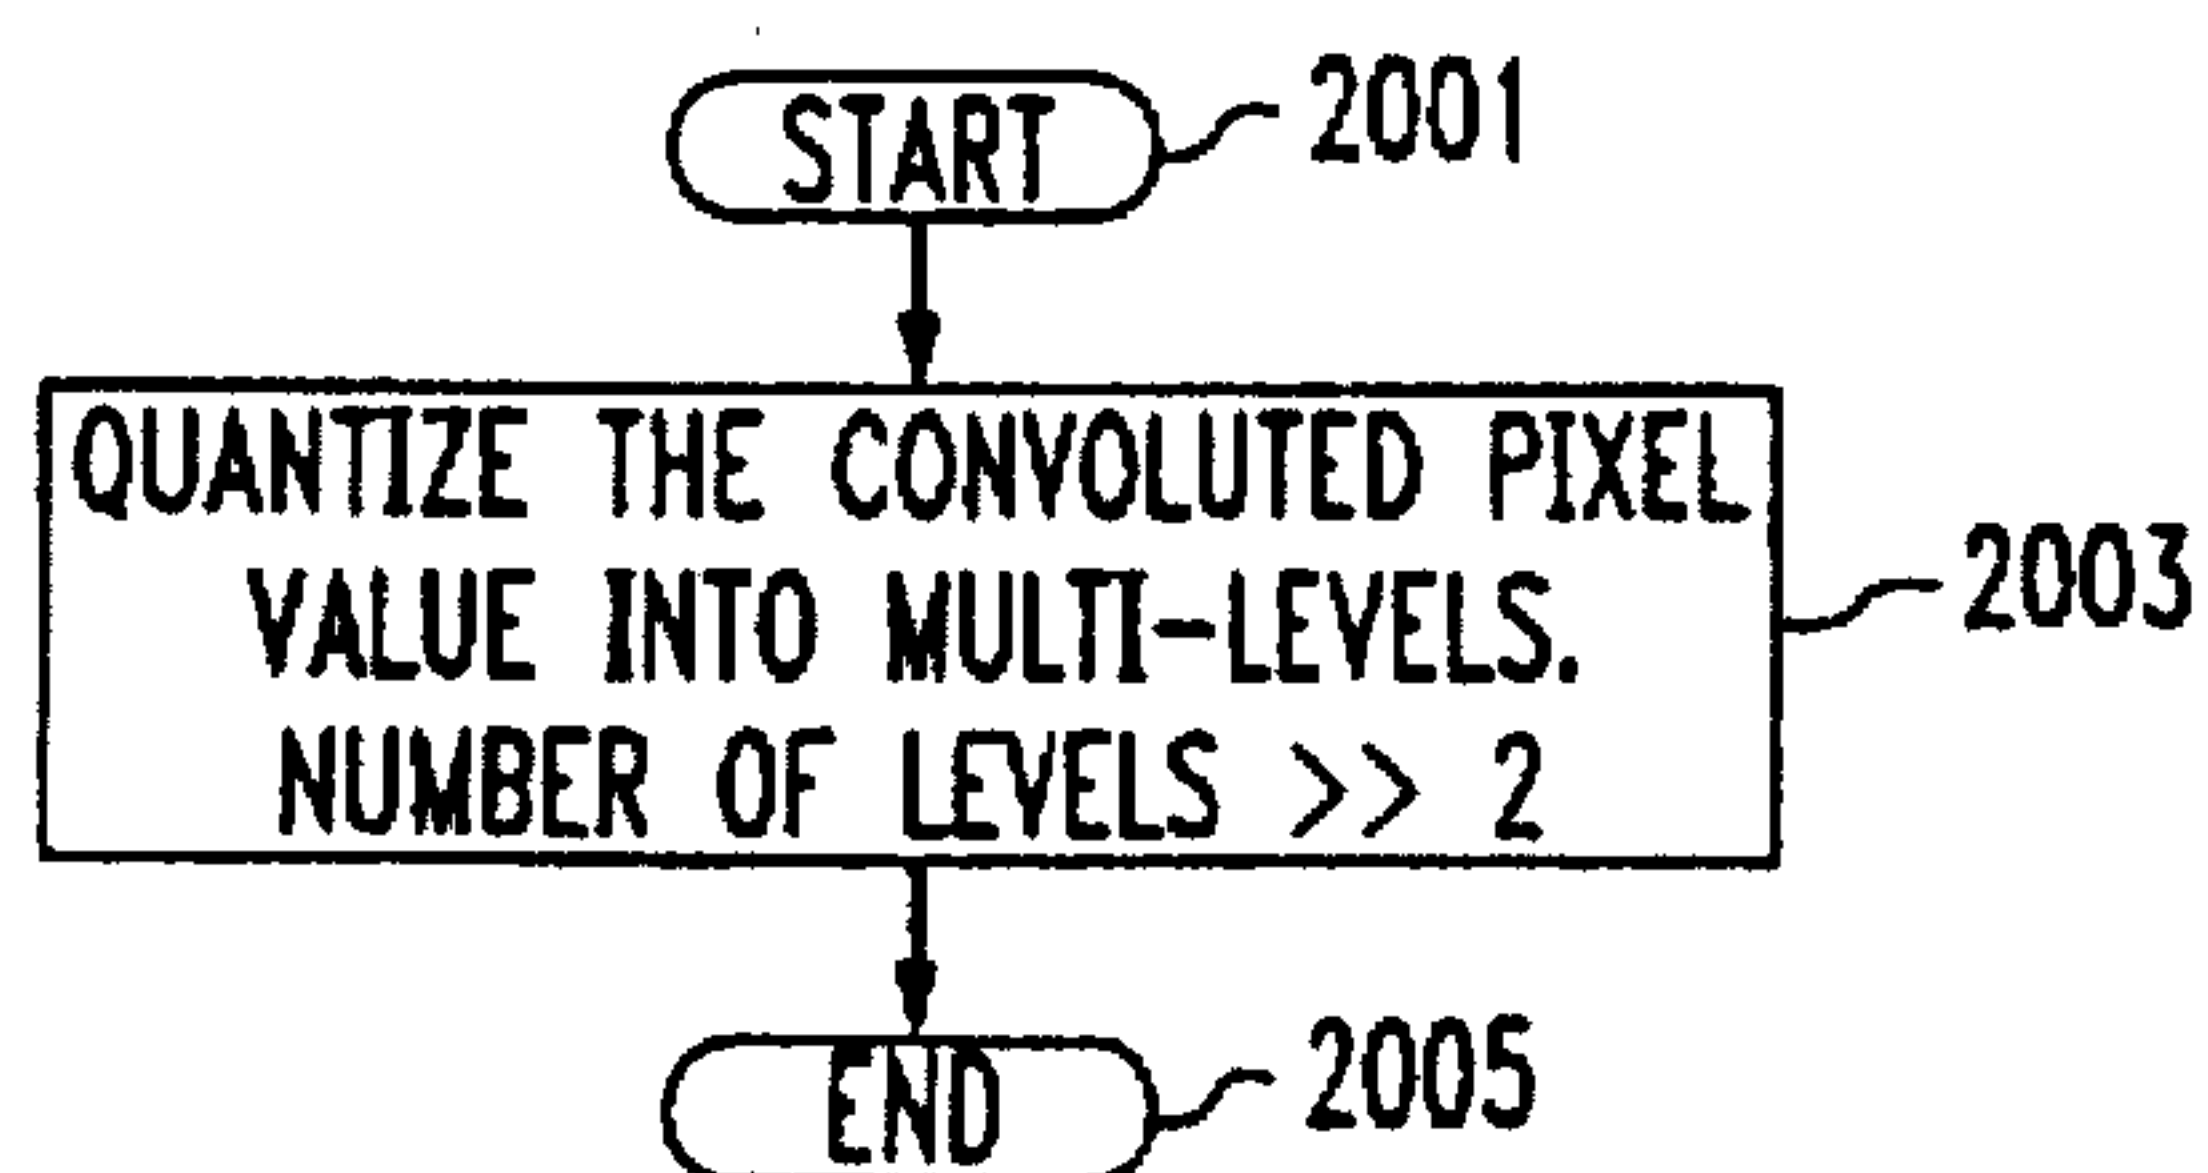 START 2001
QUANTIZE THE CONVOLUTED PIXEL
VALUE INTO MULTI-LEVELS.
NUMBER OF LEVELS >> 2
2003
END 2005